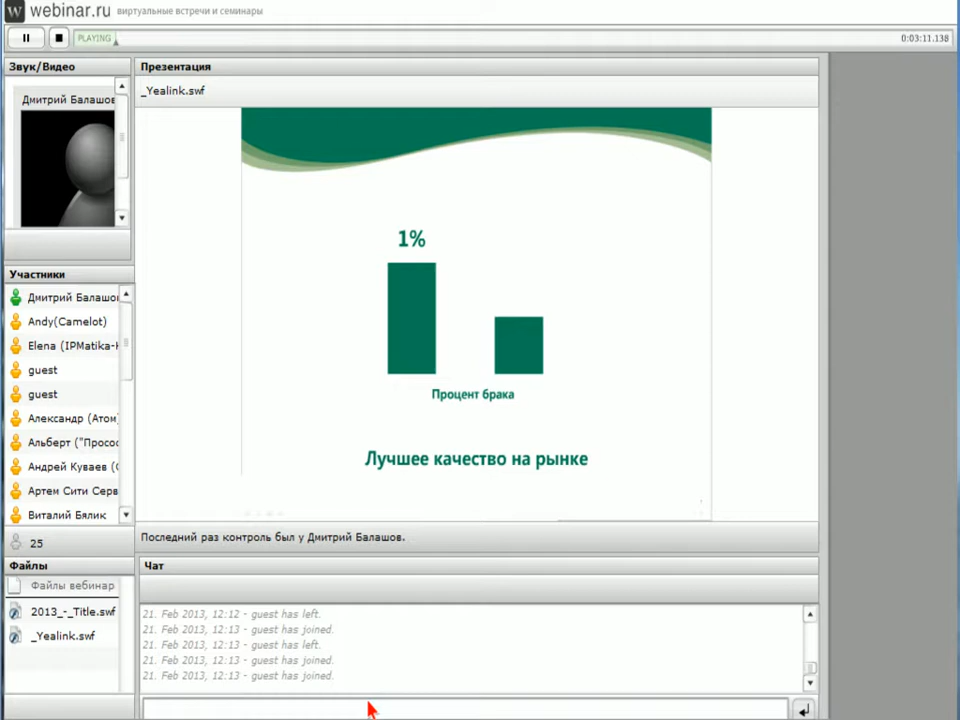 w webinar.ru виртуальные встречи и семинары
PLAYING
0:03:11.138
Звук/Видео
Дмитрий Балашов
Участники
Дмитрий Балашо
Andy(Camelot)
Elena (IPMatika-
guest
guest
Александр (Атом
Альберт ("Просо
Андрей Куваев (
Артем Сити Серв
Виталий Бялик
25
Файлы
Файлы вебинар
2013_-_Title.swf
_Yealink.swf
Презентация
_Yealink.swf
1%
Процент брака
Лучшее качество на рынке
Последний раз контроль был у Дмитрий Балашов.
Чат
21. Feb 2013, 12:12 - guest has left.
21. Feb 2013, 12:13 - guest has joined.
21. Feb 2013, 12:13 - guest has left.
21. Feb 2013, 12:13 - guest has joined.
21. Feb 2013, 12:13 - guest has joined.